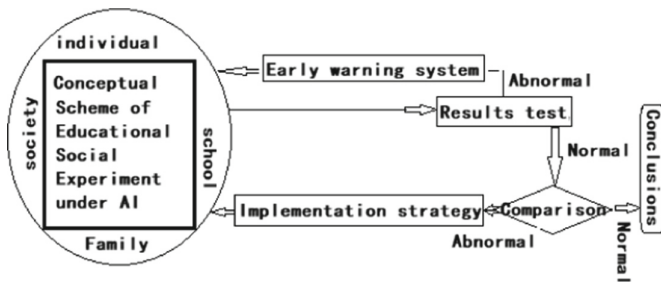 individual
society
Conceptual
Scheme of
Educational
Social
Experiment
under AI
school
Family
Early warning system
Abnormal
Results test.
Normal
Implementation strategy
Comparison
Abnormal
Normal
Conclusions